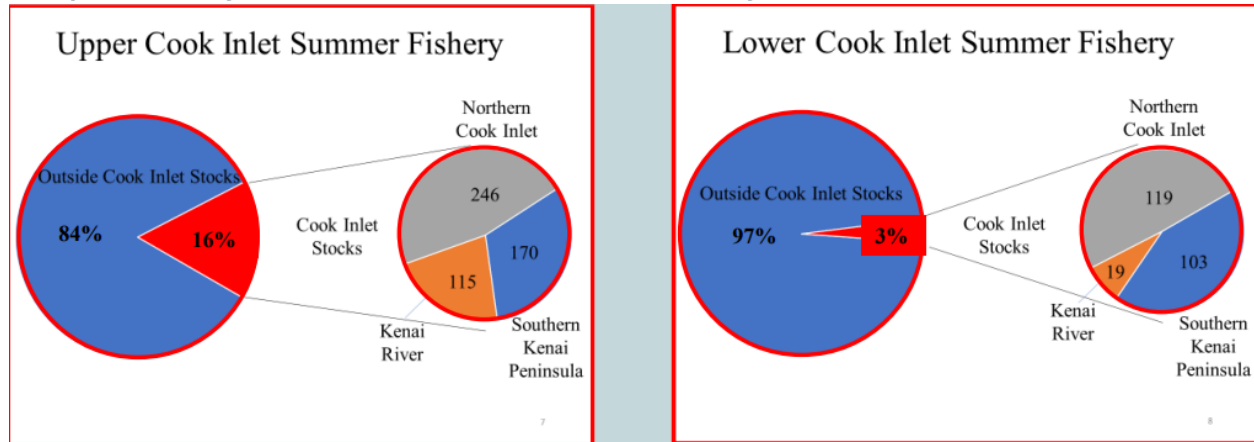 Upper Cook Inlet Summer Fishery
Northern
Cook Inlet
Outside Cook Inlet Stocks
84%
16%
Cook Inlet
Stocks
246
170
115
Kenai
River
Southern
Kenai
Peninsula
7
Lower Cook Inlet Summer Fishery
Northern
Cook Inlet
Outside Cook Inlet Stocks
97%
3%
Cook Inlet
Stocks
119
103
19
Kenai
River
Southern
Kenai
Peninsula
8